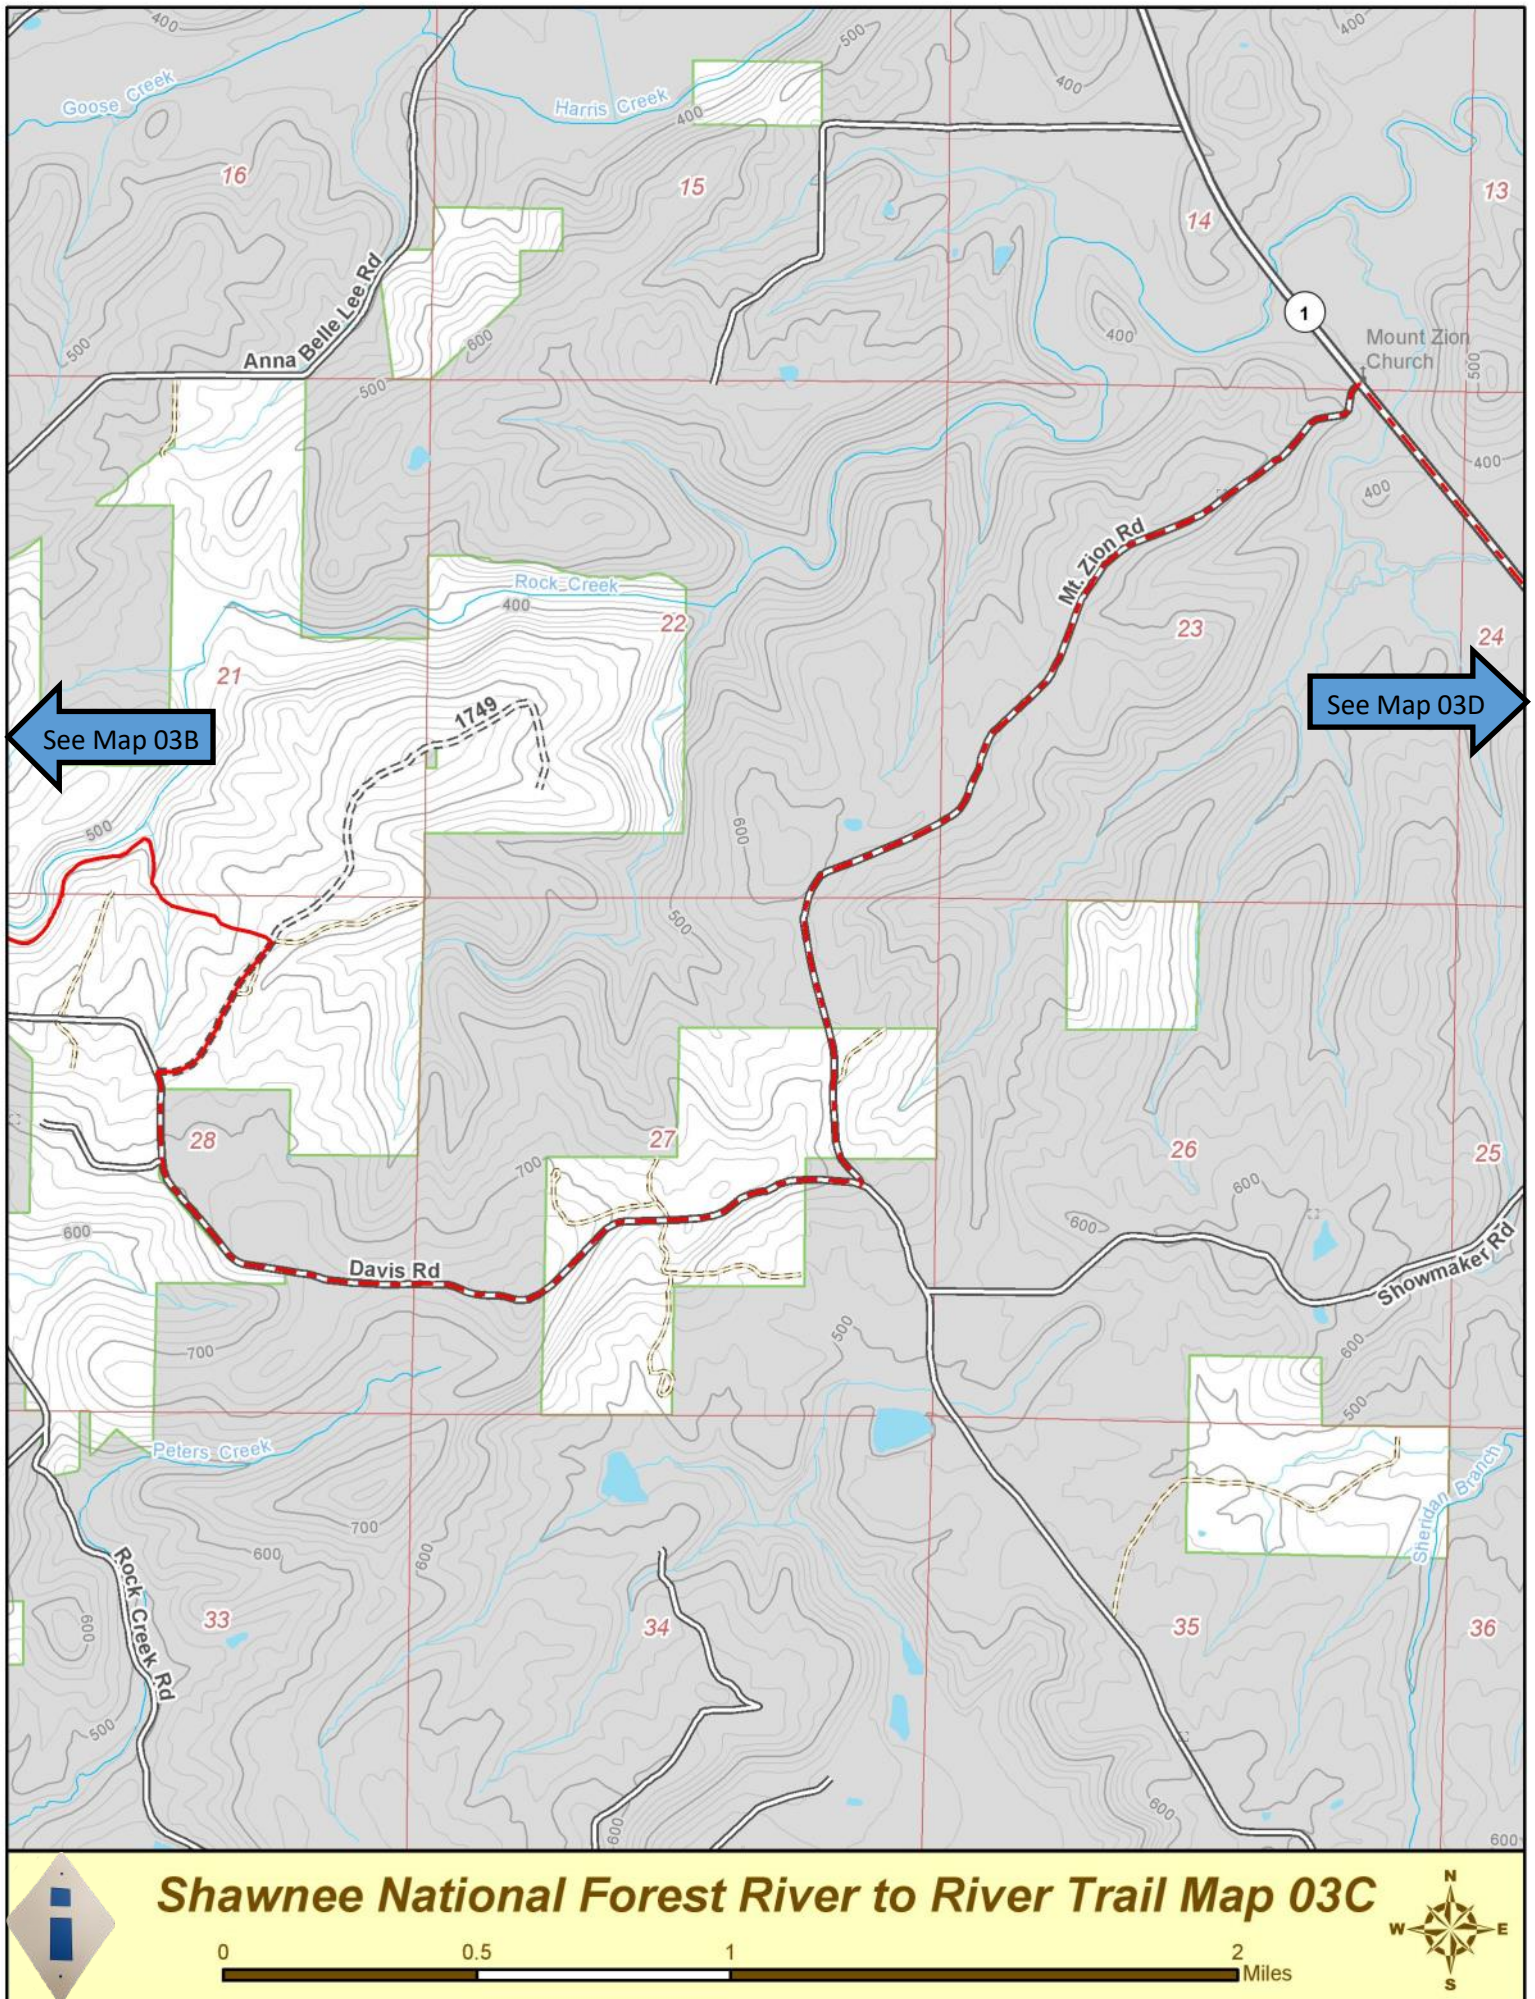 400
500
400
Goose Creek
Harris Creek
400
400
16
15
13
14
Anna Belle Lee Rd
1
Mount Zion
Church
500
600
400
500
500
400
400
Mt. Zion Rd
Rock Creek
400
22
23
24
21
See Map 03B
1749
See Map 03D
500
600
500
28
27
26
25
700
600
600
600
Davis Rd
Showmaker Rd
500
700
600
500
Peters Creek
Sheridan Branch
700
600
600
Rock Creek Rd
33
34
35
36
600
500
600
600
600
Shawnee National Forest River to River Trail Map 03C
N
W
E
S
0
0.5
1
2
Miles